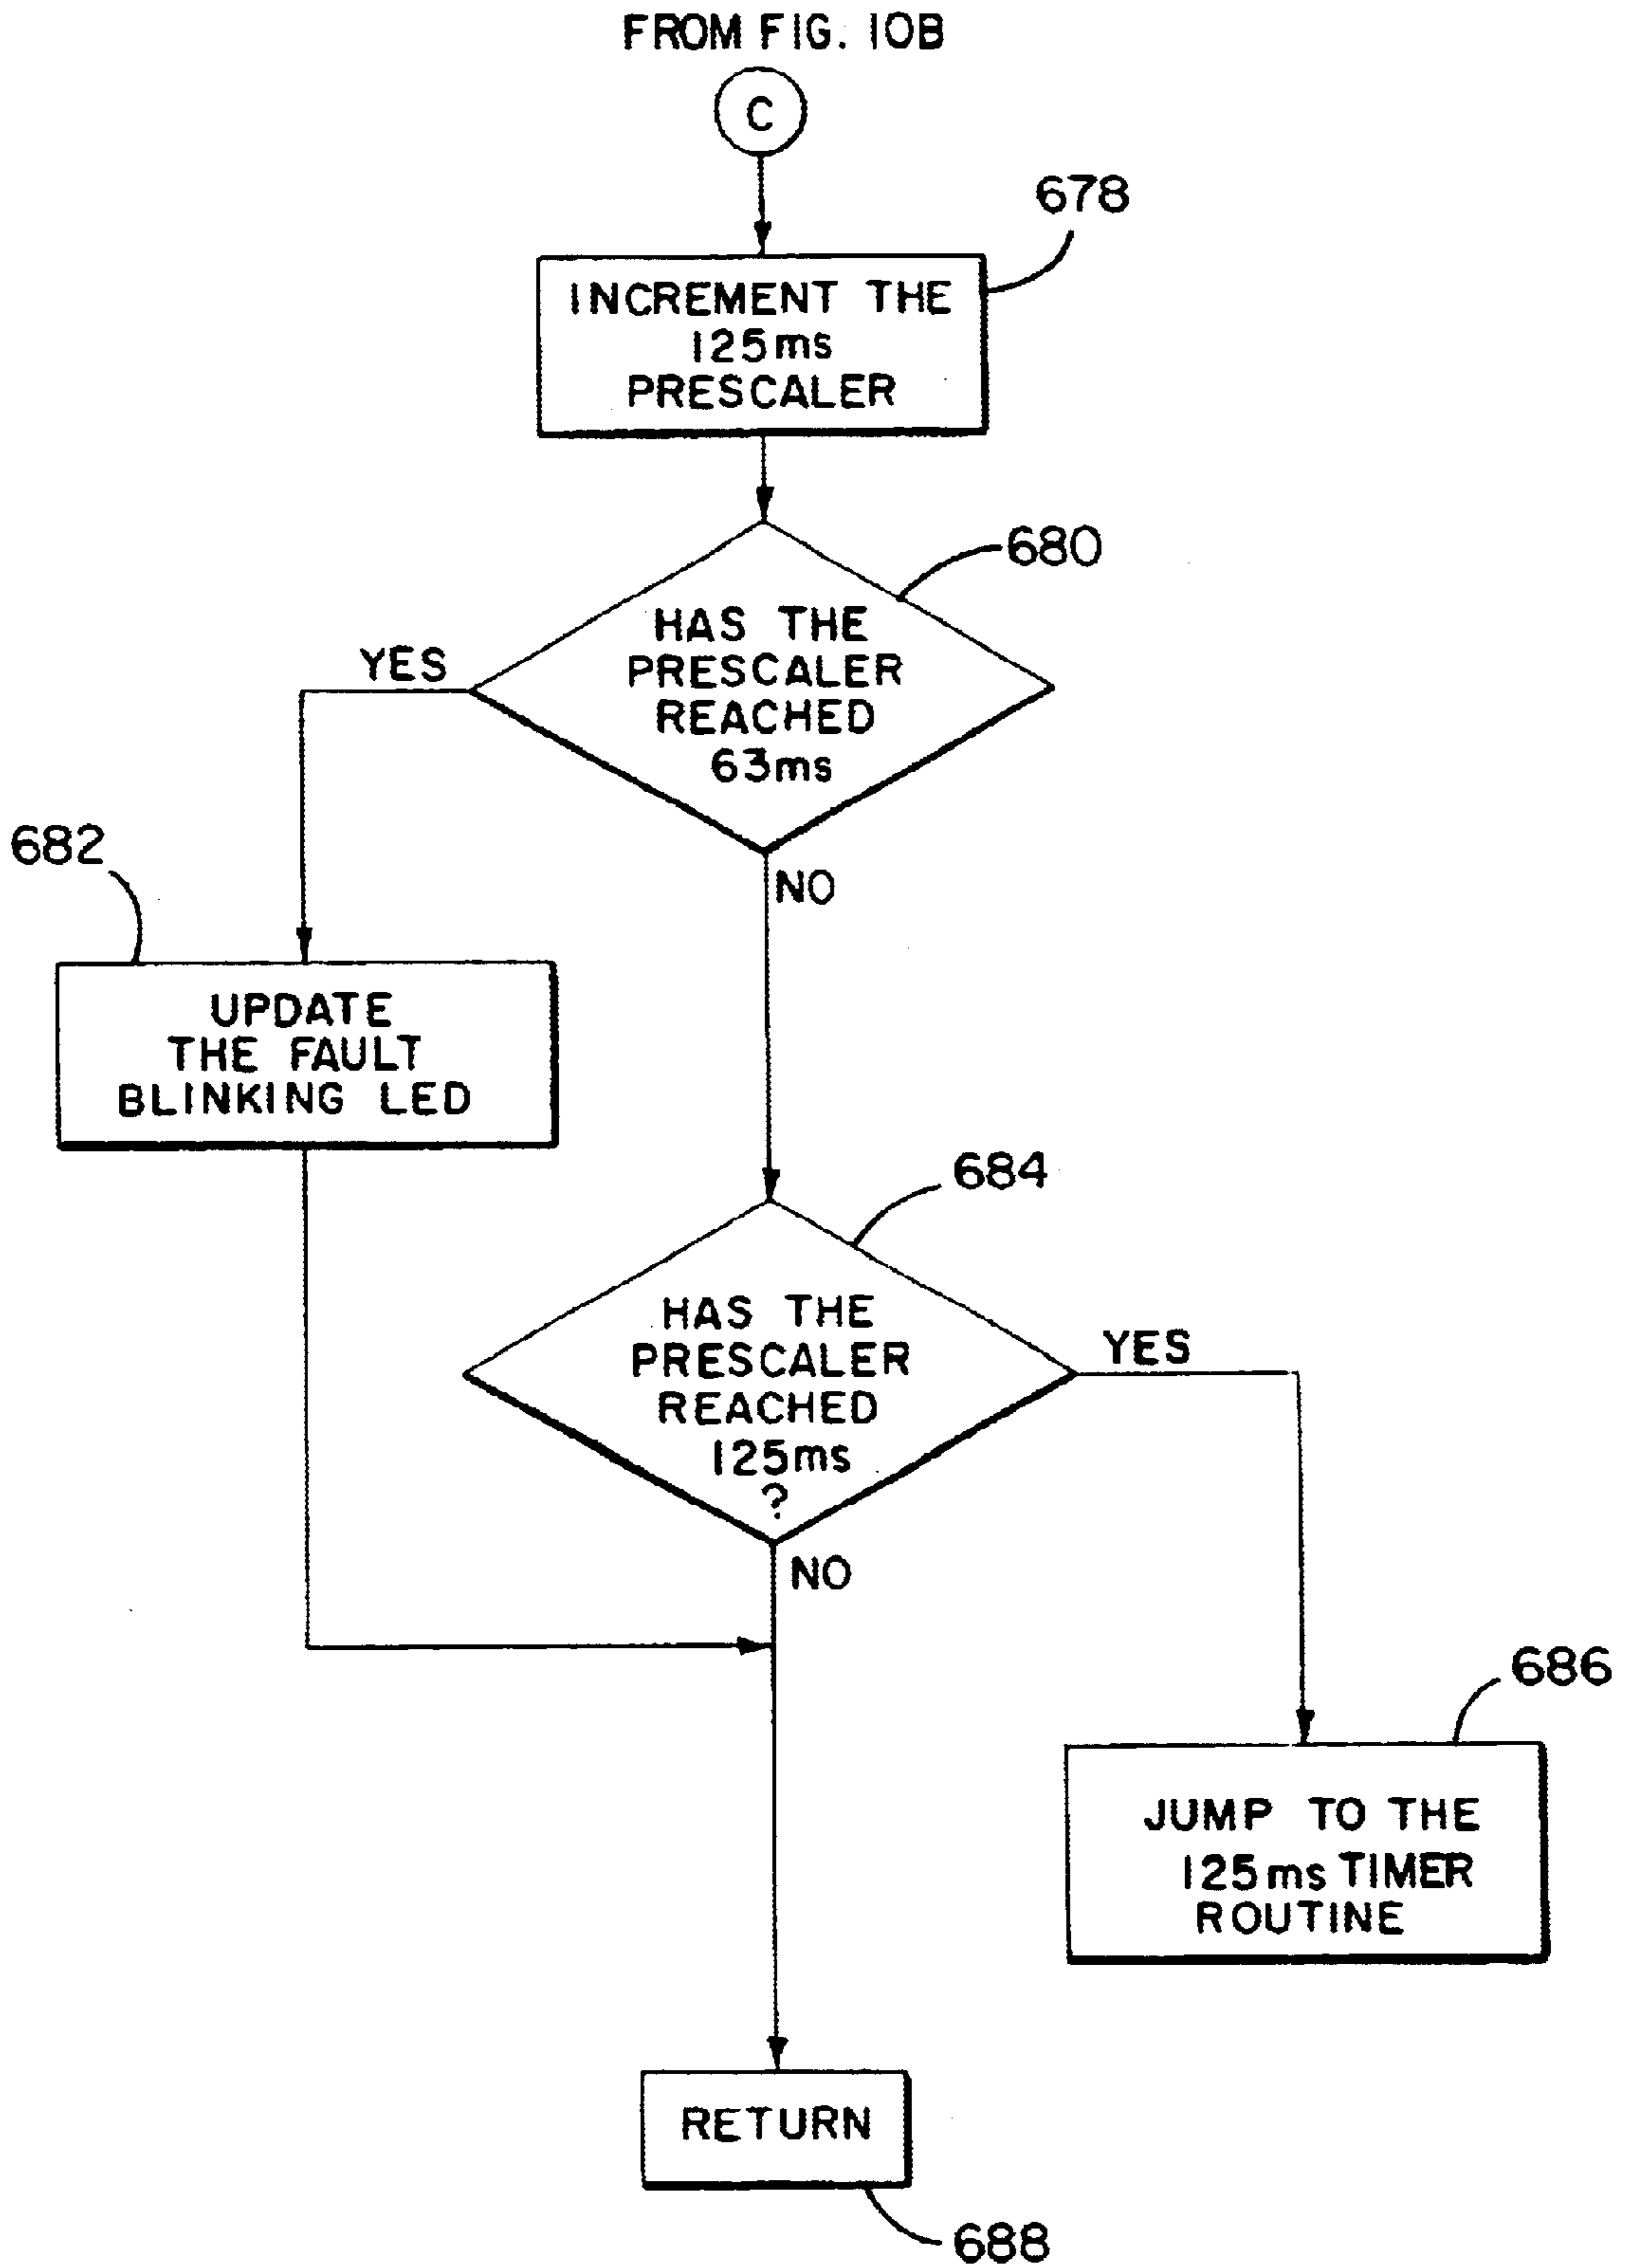 FROM FIG. 10B
C
678
INCREMENT THE
125ms
PRESCALER
680
HAS THE
PRESCALER
REACHED
63ms
YES
NO
682
UPDATE
THE FAULT
BLINKING LED
684
HAS THE
PRESCALER
REACHED
125ms
?
YES
NO
686
JUMP TO THE
125ms TIMER
ROUTINE
RETURN
688